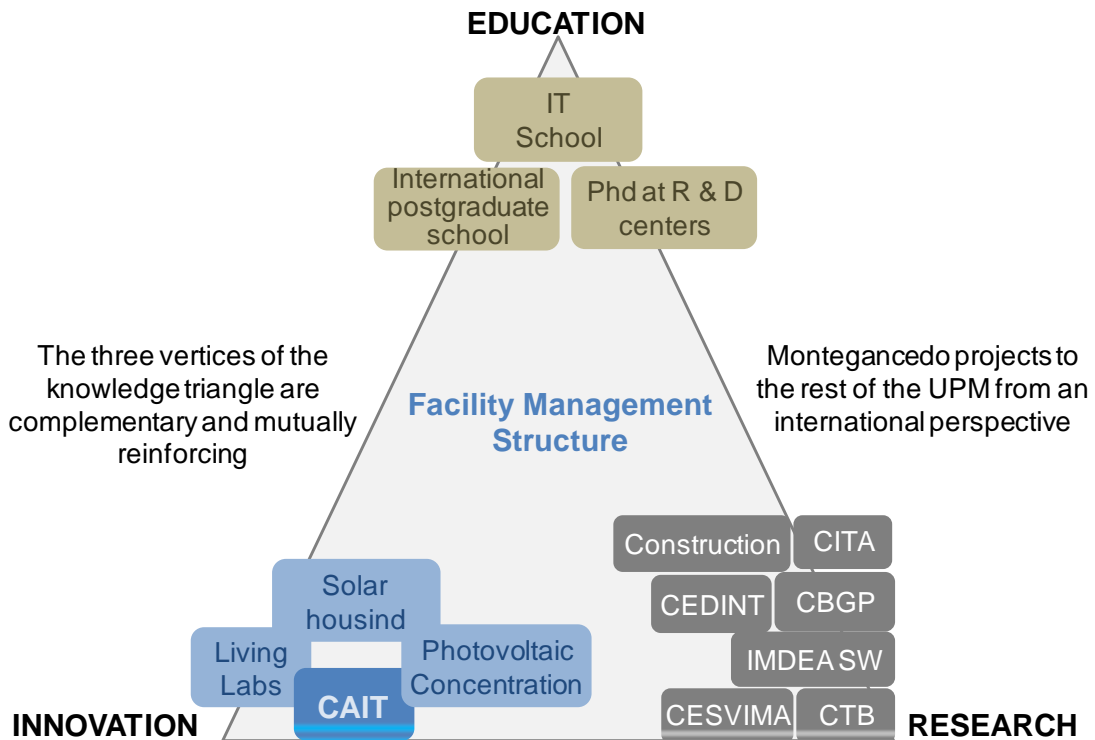 EDUCATION
IT
School
International
postgraduate
school
Phd at R & D
centers
The three vertices of the
knowledge triangle are
complementary and mutually
reinforcing
Facility Management
Structure
Montegancedo projects to
the rest of the UPM from an
international perspective
Construction
CITA
CEDINT
CBGP
IMDEA SW
CESVIMA
CTB
Solar
housind
Living
Labs
Photovoltaic
Concentration
CAIT
INNOVATION
RESEARCH